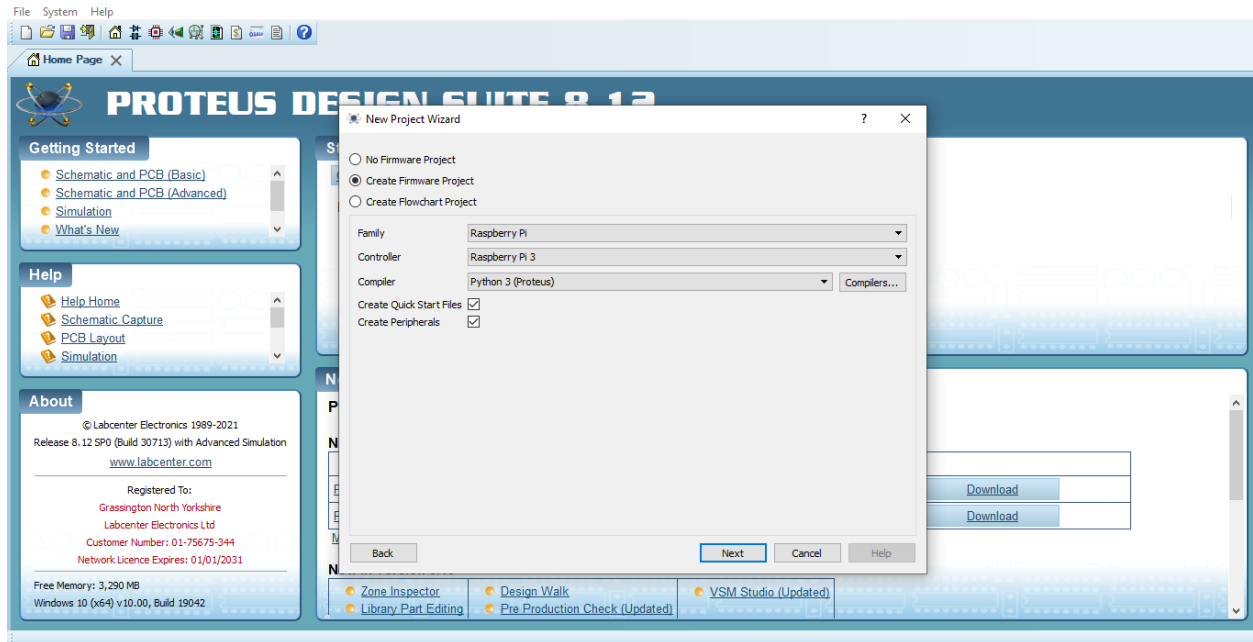 File System Help
Home Page
PROTEUS DESIGN SUITE 8.12
Getting Started
Schematic and PCB (Basic)
Schematic and PCB (Advanced)
Simulation
What's New
Help
Help Home
Schematic Capture
PCB Layout
Simulation
About
© Labcenter Electronics 1989-2021
Release 8.12 SP0 (Build 30713) with Advanced Simulation
www.labcenter.com
Registered To:
Grassington North Yorkshire
Labcenter Electronics Ltd
Customer Number: 01-75675-344
Network Licence Expires: 01/01/2031
Free Memory: 3,290 MB
Windows 10 (x64) v10.00, Build 19042
New Project Wizard
No Firmware Project
Create Firmware Project
Create Flowchart Project
Family Raspberry Pi
Controller Raspberry Pi 3
Compiler Python 3 (Proteus) Compilers...
Create Quick Start Files
Create Peripherals
Back Next Cancel Help
Download
Download
Zone Inspector Design Walk VSM Studio (Updated)
Library Part Editing Pre Production Check (Updated)